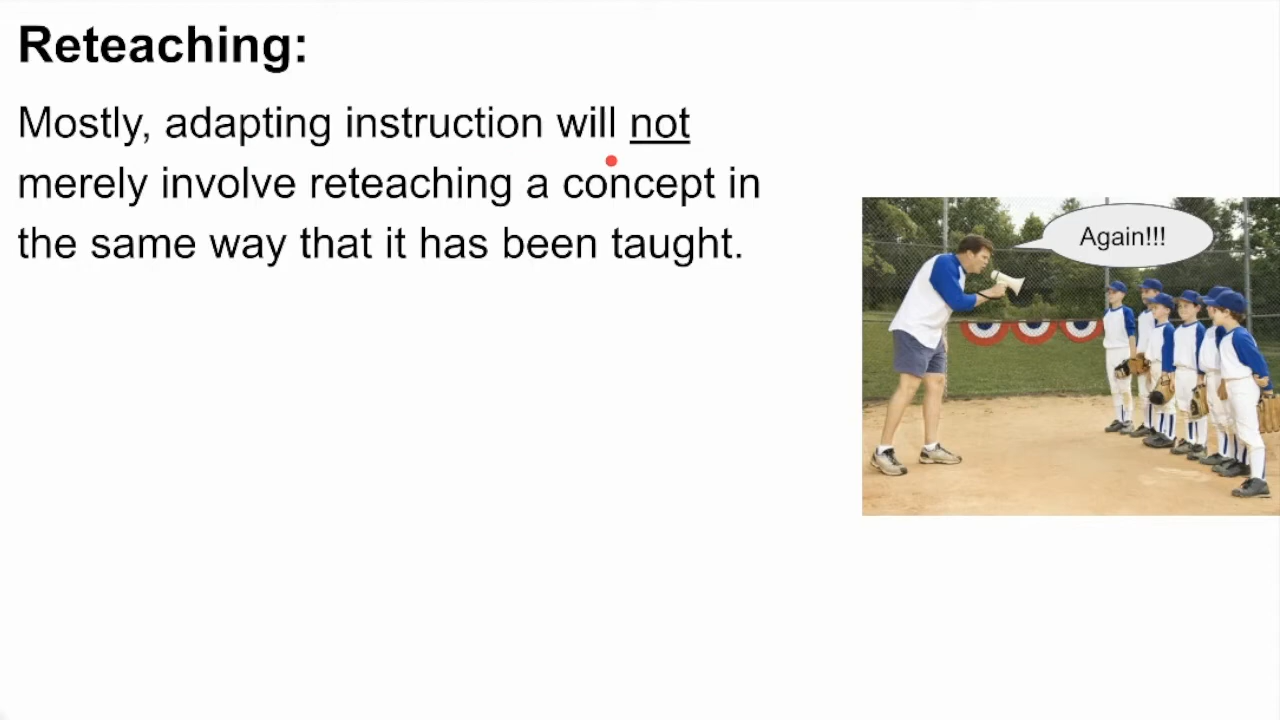 Reteaching:
Mostly, adapting instruction will not
merely involve reteaching a concept in
the same way that it has been taught.
Again!!!